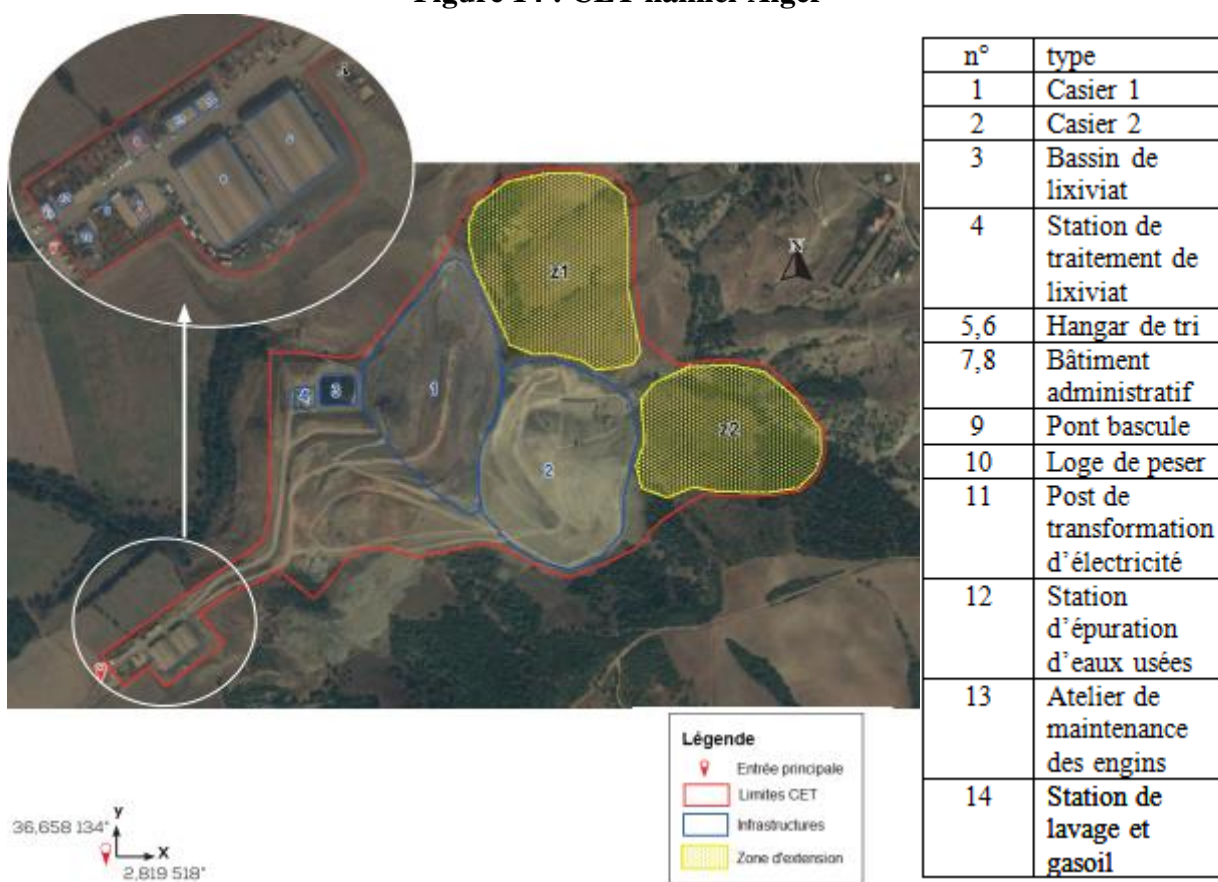 Figure 14 : CET hamici Alger
n° type
1 Casier 1
2 Casier 2
3 Bassin de
lixiviat
4 Station de
traitement de
lixiviat
5,6 Hangar de tri
7,8 Bâtiment
administratif
9 Pont bascule
10 Loge de peser
11 Post de
transformation
d'électricité
12 Station
d'épuration
d'eaux usées
13 Atelier de
maintenance
des engins
14 Station de
lavage et
gasoil
N
Z1
Z2
1
2
3
4
Légende
Entrée principale
Limites CET
Infrastructures
Zone d'extension
Y
36,658 134°
X
2,819 518°